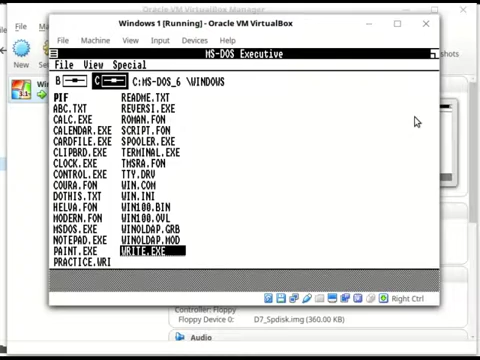 Oracle VM VirtualBox Manager
Windows 1 [Running] - Oracle VM VirtualBox
File Machine View Input Devices Help
MS-DOS Executive
File View Special
B C C:MS-DOS_6 \WINDOWS
PIF README.TXT
ABC.TXT REVERSI.EXE
CALC.EXE ROMAN.FON
CALENDAR.EXE SCRIPT.FON
CARDFILE.EXE SPOOLER.EXE
CLIPBRD.EXE TERMINAL.EXE
CLOCK.EXE TMSRA.FON
CONTROL.EXE TTY.DRV
COURA.FON WIN.COM
DOTHIS.TXT WIN.INI
HELVA.FON WIN100.BIN
MODERN.FON WIN100.OVL
MSDOS.EXE WINOLDAP.GRB
NOTEPAD.EXE WINOLDAP.MOD
PAINT.EXE WRITE.EXE
PRACTICE.WRI
Right Ctrl
File
New
3.1
Controller: Floppy
Floppy Device 0: D7_Spdisk.img (360.00 KB)
Audio